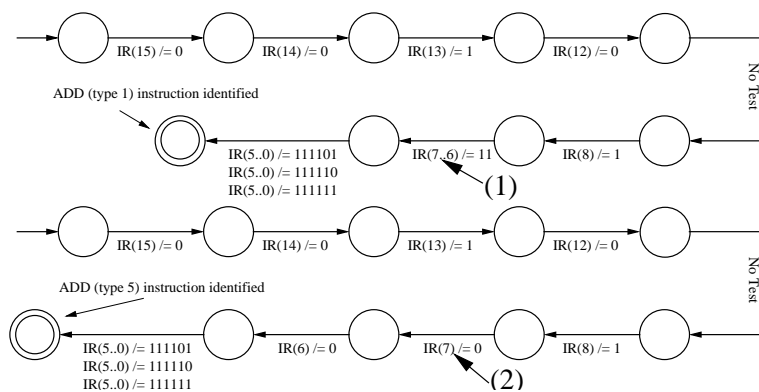 IR(15) /= 0 IR(14) /= 0 IR(13) /= 1 IR(12) /= 0
No Test
ADD (type 1) instruction identified
IR(5..0) /= 111101 IR(7..6) /= 11 IR(8) /= 1
IR(5..0) /= 111110
IR(5..0) /= 111111
(1)
IR(15) /= 0 IR(14) /= 0 IR(13) /= 1 IR(12) /= 0
No Test
ADD (type 5) instruction identified
IR(5..0) /= 111101 IR(6) /= 0 IR(7) /= 0 IR(8) /= 1
IR(5..0) /= 111110
IR(5..0) /= 111111
(2)